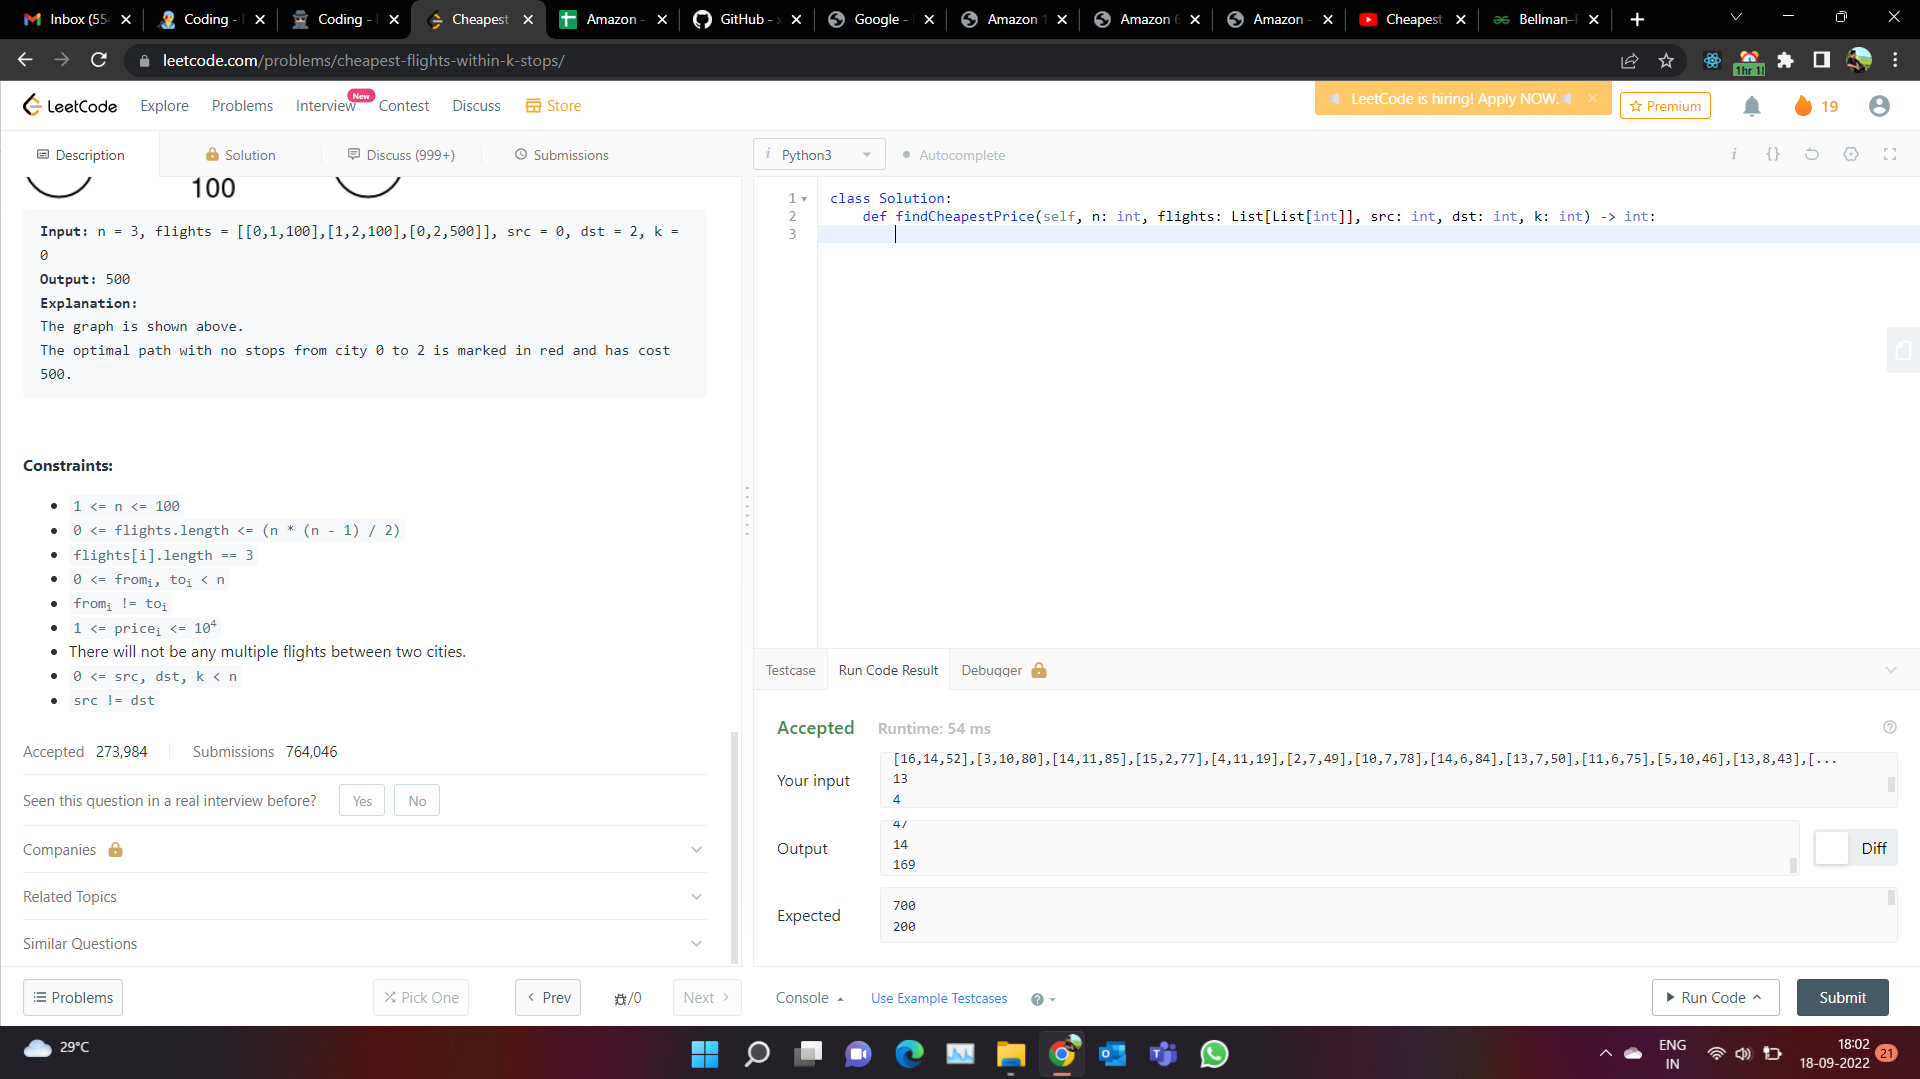 Inbox (554
Coding -
Coding -
Cheapest
Amazon -
GitHub -
Google -
Amazon 1
Amazon 6
Amazon -
Cheapest
Bellman–F
leetcode.com/problems/cheapest-flights-within-k-stops/
1hr 18
LeetCode
Explore
Problems
Interview
New
Contest
Discuss
Store
LeetCode is hiring! Apply NOW.
Premium
19
Description
Solution
Discuss (999+)
Submissions
i Python3
Autocomplete
i {}
100
Input: n = 3, flights = [[0,1,100],[1,2,100],[0,2,500]], src = 0, dst = 2, k =
0
Output: 500
Explanation:
The graph is shown above.
The optimal path with no stops from city 0 to 2 is marked in red and has cost
500.
Constraints:
1 <= n <= 100
0 <= flights.length <= (n * (n - 1) / 2)
flights[i].length == 3
0 <= fromi, toi < n
fromi != toi
1 <= pricei <= 10^4
There will not be any multiple flights between two cities.
0 <= src, dst, k < n
src != dst
Accepted 273,984 Submissions 764,046
Seen this question in a real interview before? Yes No
Companies
Related Topics
Similar Questions
Problems
Pick One
Prev
/0
Next
1 class Solution:
2 def findCheapestPrice(self, n: int, flights: List[List[int]], src: int, dst: int, k: int) -> int:
3
Testcase
Run Code Result
Debugger
Accepted Runtime: 54 ms
Your input
[16,14,52],[3,10,80],[14,11,85],[15,2,77],[4,11,19],[2,7,49],[10,7,78],[14,6,84],[13,7,50],[11,6,75],[5,10,46],[13,8,43],[...
13
4
Output
47
14
169
Diff
Expected
700
200
Console
Use Example Testcases
Run Code
Submit
29°C
ENG
IN
18:02
18-09-2022
21